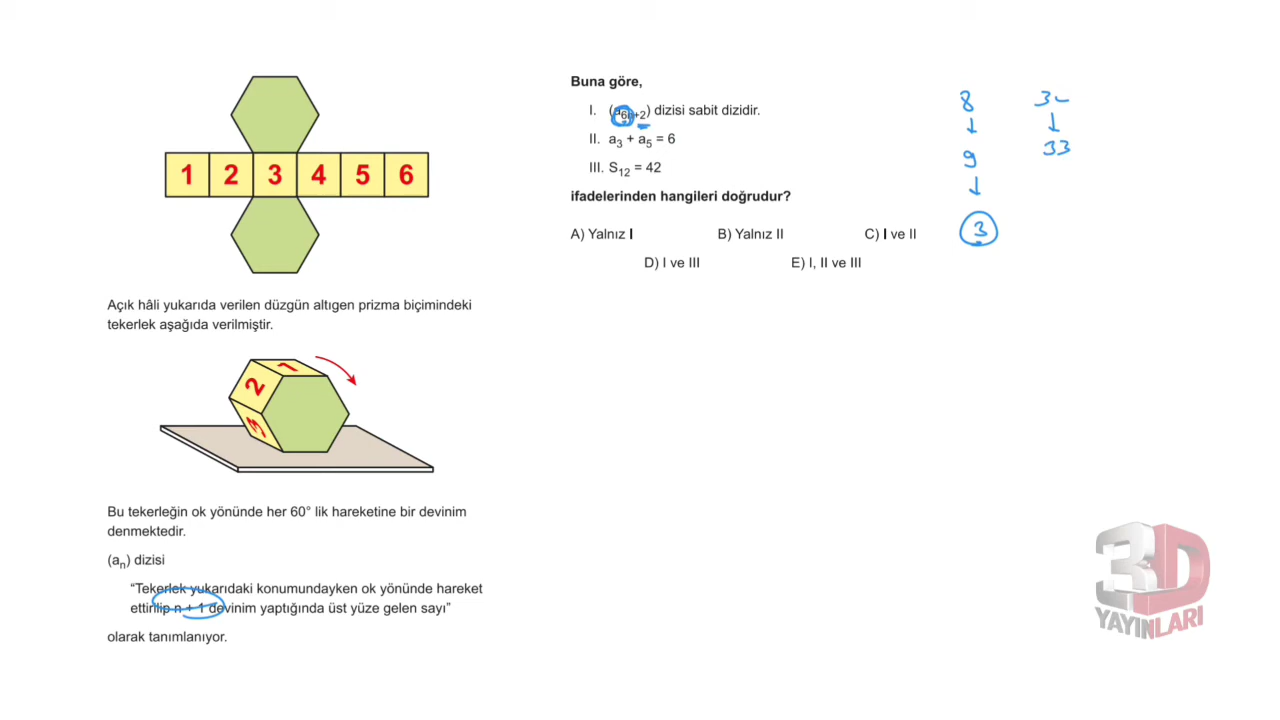 1 2 3 4 5 6
Açık hâli yukarıda verilen düzgün altıgen prizma biçimindeki
tekerlek aşağıda verilmiştir.
1
2
3
Bu tekerleğin ok yönünde her 60° lik hareketine bir devinim
denmektedir.
(aₙ) dizisi
“Tekerlek yukarıdaki konumundayken ok yönünde hareket
ettirilip n + 1 devinim yaptığında üst yüze gelen sayı”
olarak tanımlanıyor.
Buna göre,
I. (a₆ₙ₊₂) dizisi sabit dizidir.
II. a₃ + a₅ = 6
III. S₁₂ = 42
ifadelerinden hangileri doğrudur?
A) Yalnız I B) Yalnız II C) I ve II
D) I ve III E) I, II ve III
8
9
3
33
3D
YAYINLARI